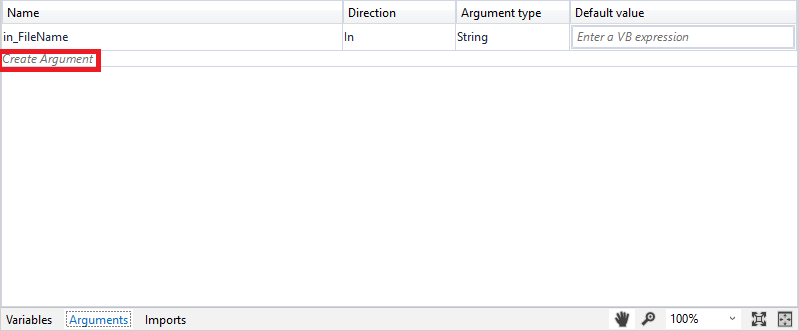 Name Direction Argument type Default value
in_FileName In String Enter a VB expression
Create Argument
Variables Arguments Imports 100%